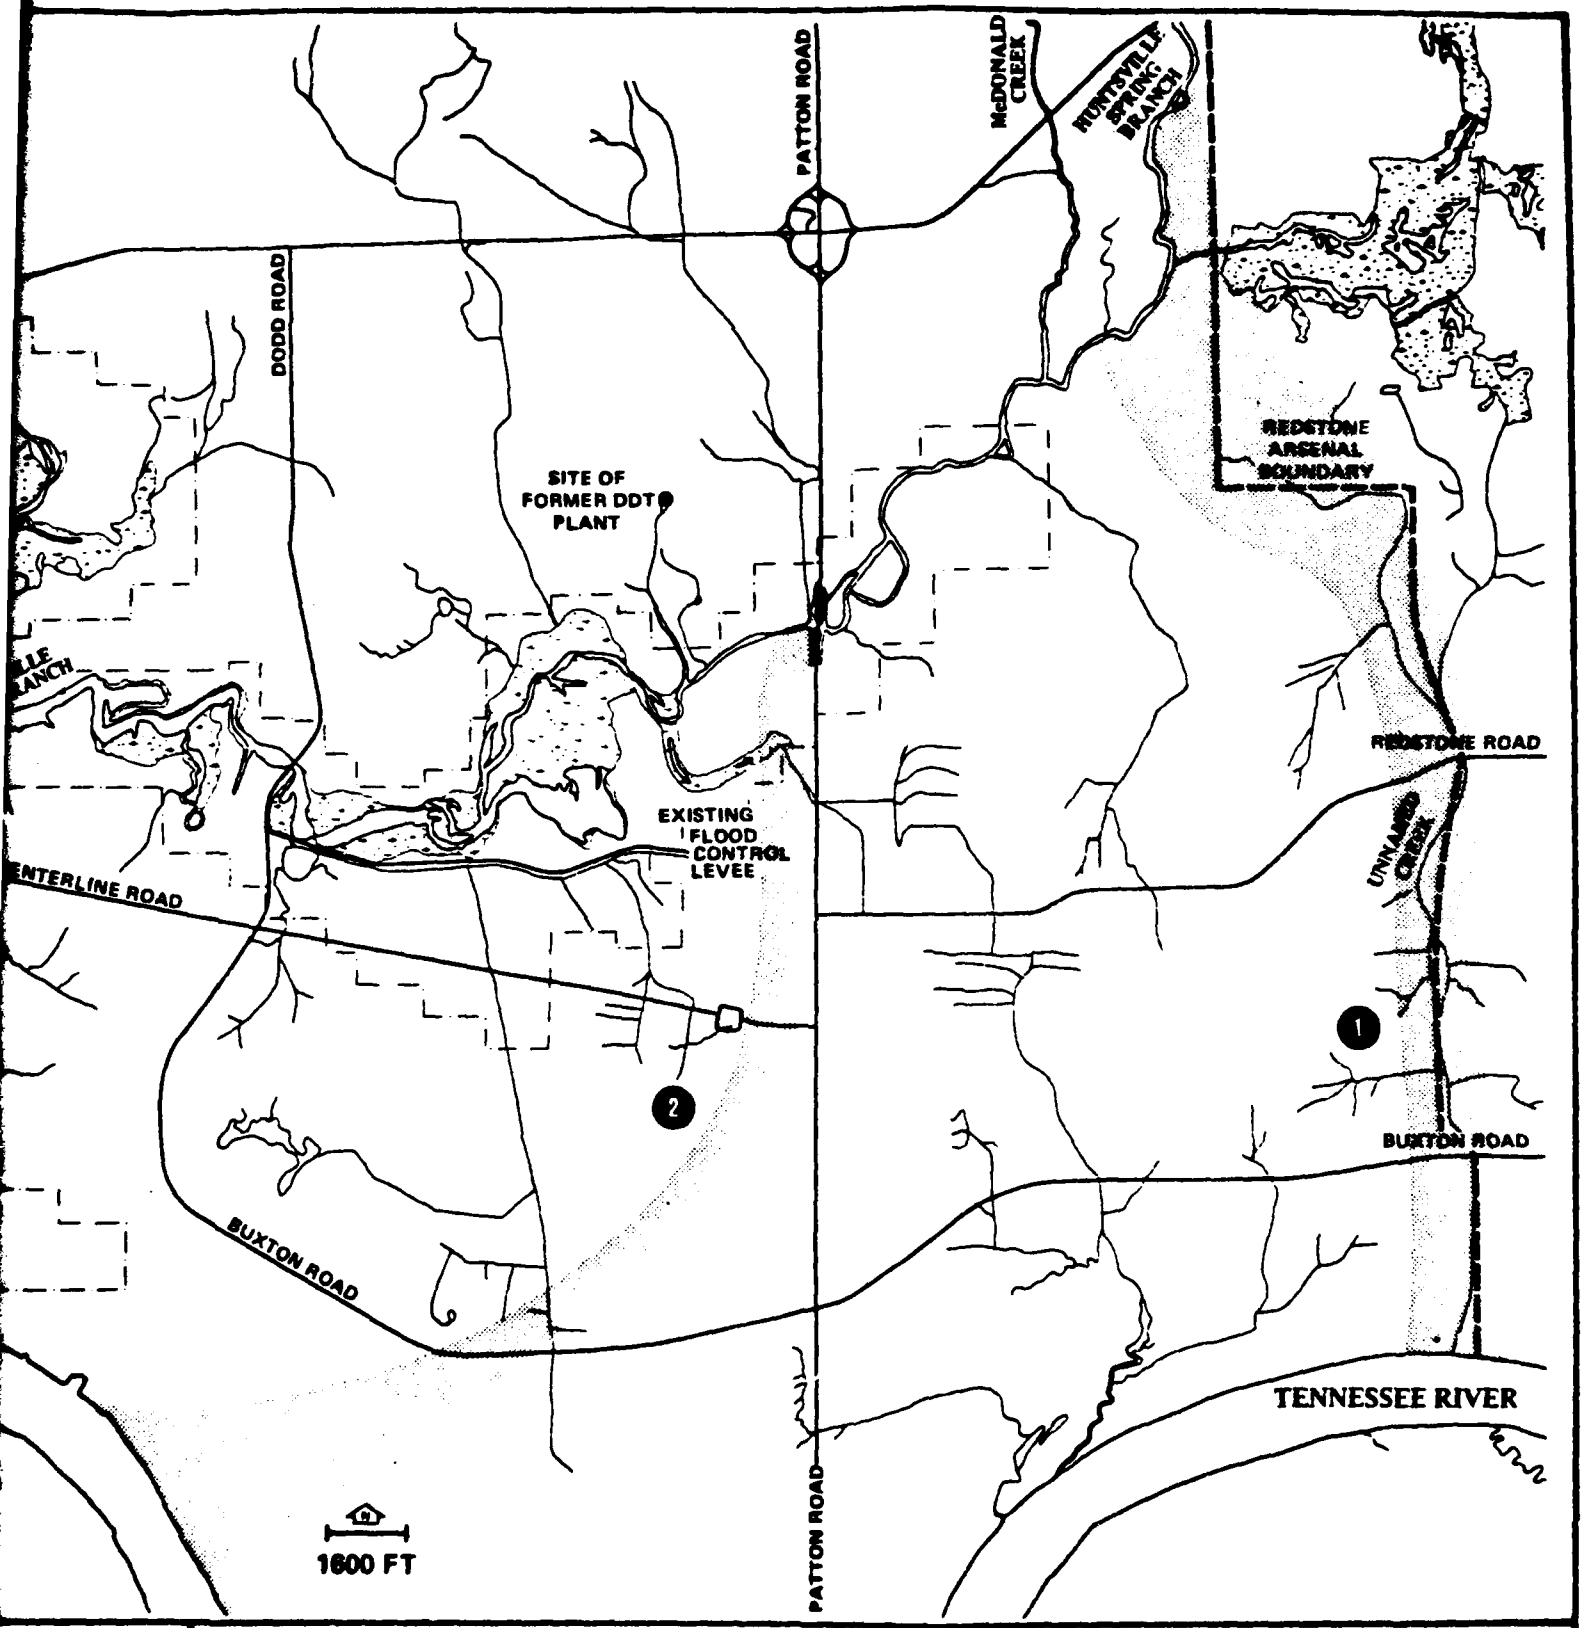 PATTON ROAD
McDONALD
CREEK
HUNTSVILLE
SPRING
BRANCH
DODD ROAD
REDSTONE
ARSENAL
BOUNDARY
SITE OF
FORMER DDT
PLANT
LLE
RANCH
REDSTONE ROAD
EXISTING
FLOOD
CONTROL
LEVEE
UNNAMED
CREEK
ENTERLINE ROAD
1
2
BUXTON ROAD
BUXTON ROAD
TENNESSEE RIVER
PATTON ROAD
N
1600 FT